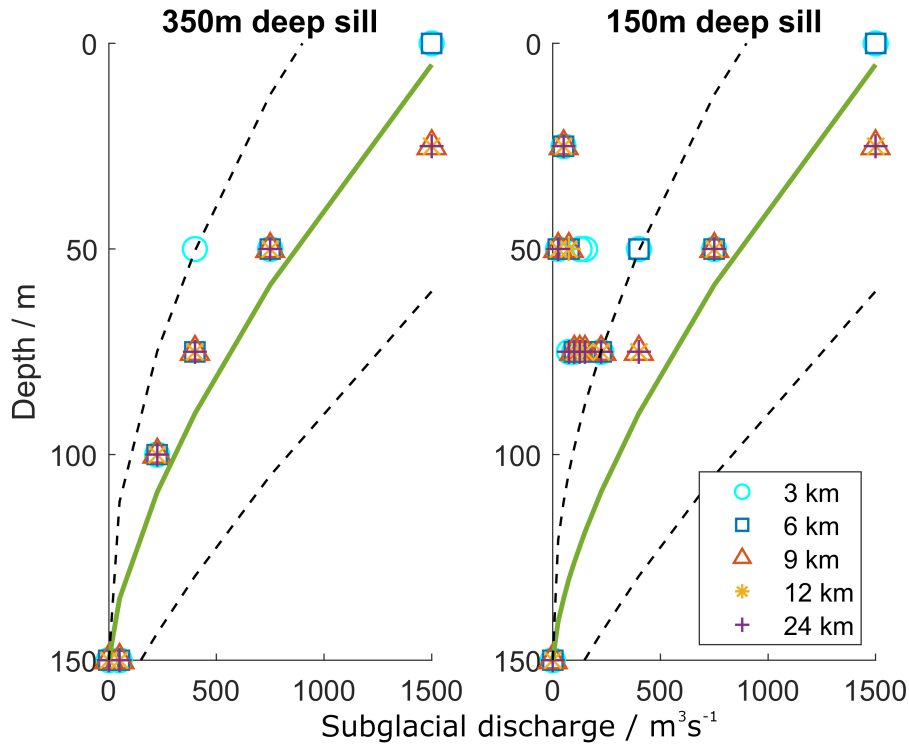 350m deep sill
150m deep sill
Depth / m
0
50
100
150
0
500
1000
1500
0
50
100
150
0
500
1000
1500
3 km
6 km
9 km
12 km
24 km
Subglacial discharge / m³s⁻¹